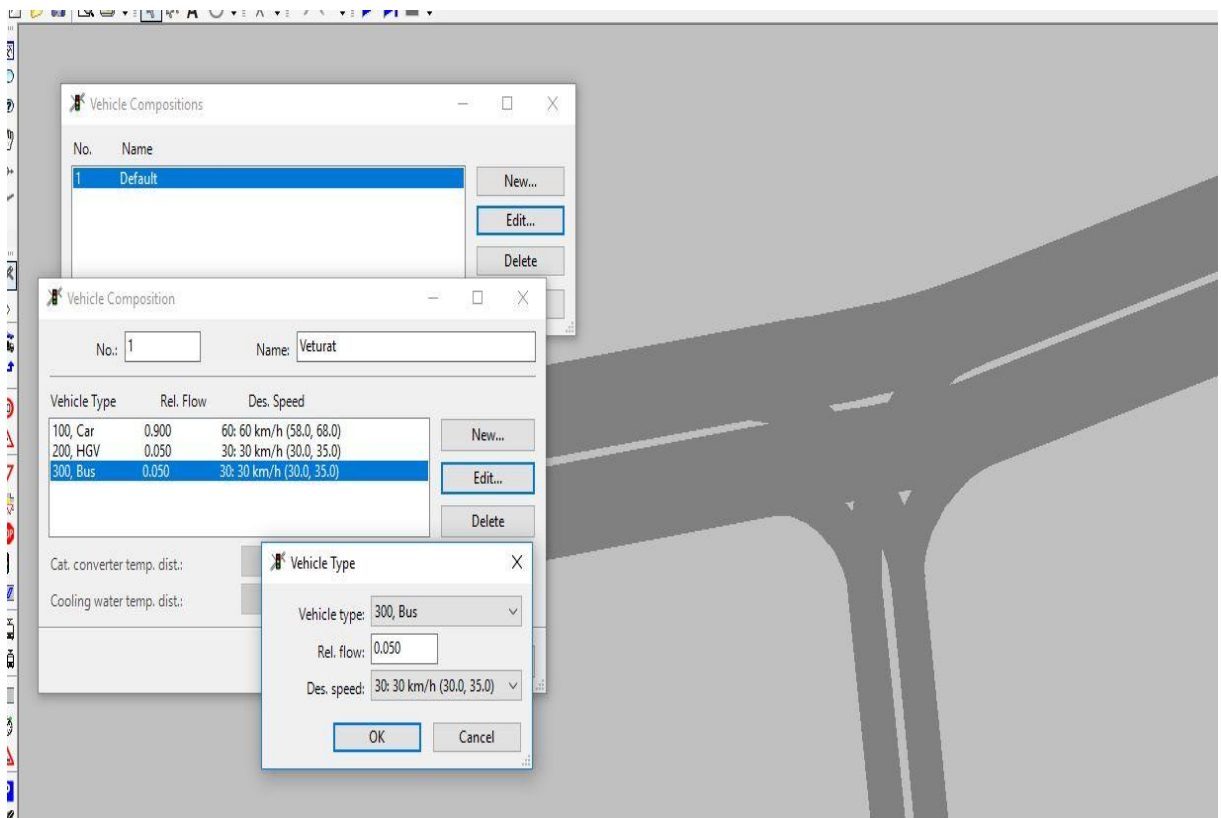 Vehicle Compositions
No. Name
1 Default
New...
Edit...
Delete
Vehicle Composition
No.: 1 Name: Veturat
Vehicle Type Rel. Flow Des. Speed
100, Car 0.900 60: 60 km/h (58.0, 68.0)
200, HGV 0.050 30: 30 km/h (30.0, 35.0)
300, Bus 0.050 30: 30 km/h (30.0, 35.0)
New...
Edit...
Delete
Cat. converter temp. dist.:
Cooling water temp. dist.:
Vehicle Type
Vehicle type: 300, Bus
Rel. flow: 0.050
Des. speed: 30: 30 km/h (30.0, 35.0)
OK Cancel